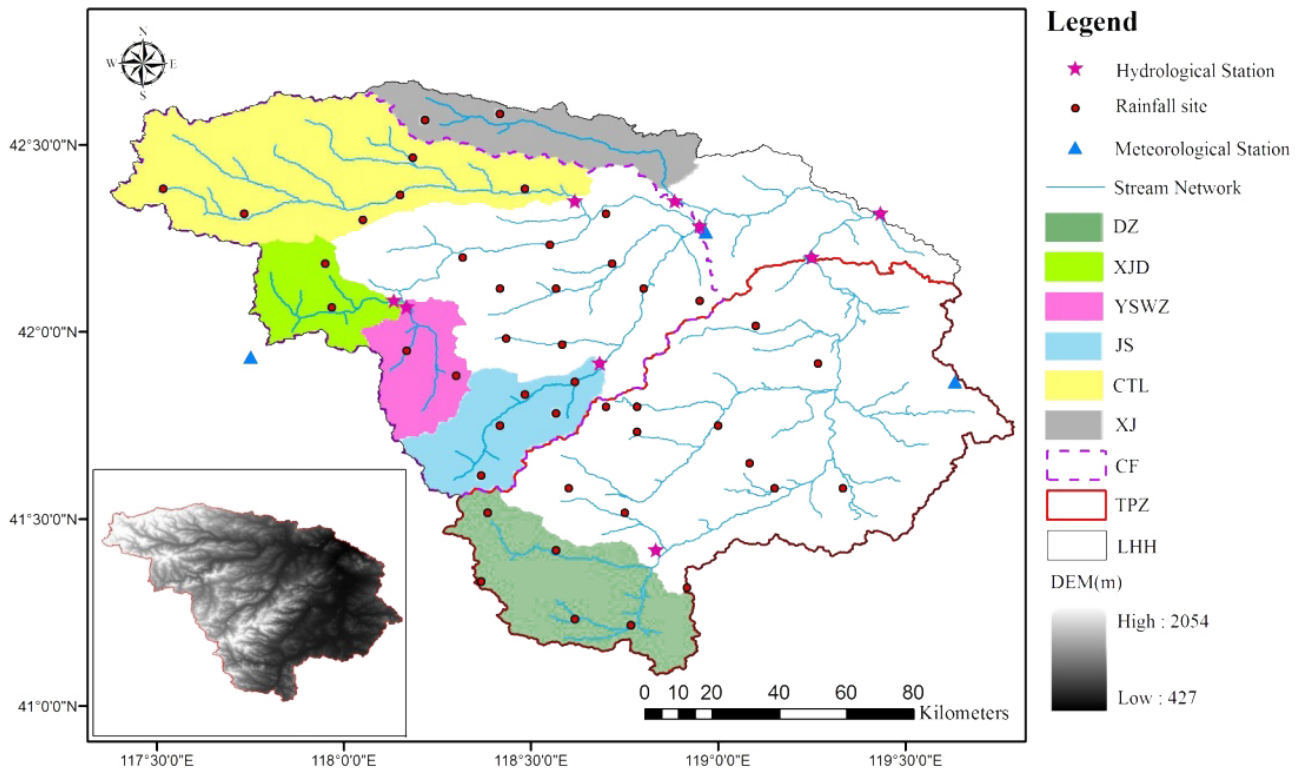 N
W E
S
42°30'0"N
42°0'0"N
41°30'0"N
41°0'0"N
117°30'0"E 118°0'0"E 118°30'0"E 119°0'0"E 119°30'0"E
0 10 20 40 60 80
Kilometers
Legend
Hydrological Station
Rainfall site
Meteorological Station
Stream Network
DZ
XJD
YSWZ
JS
CTL
XJ
CF
TPZ
LHH
DEM(m)
High : 2054
Low : 427